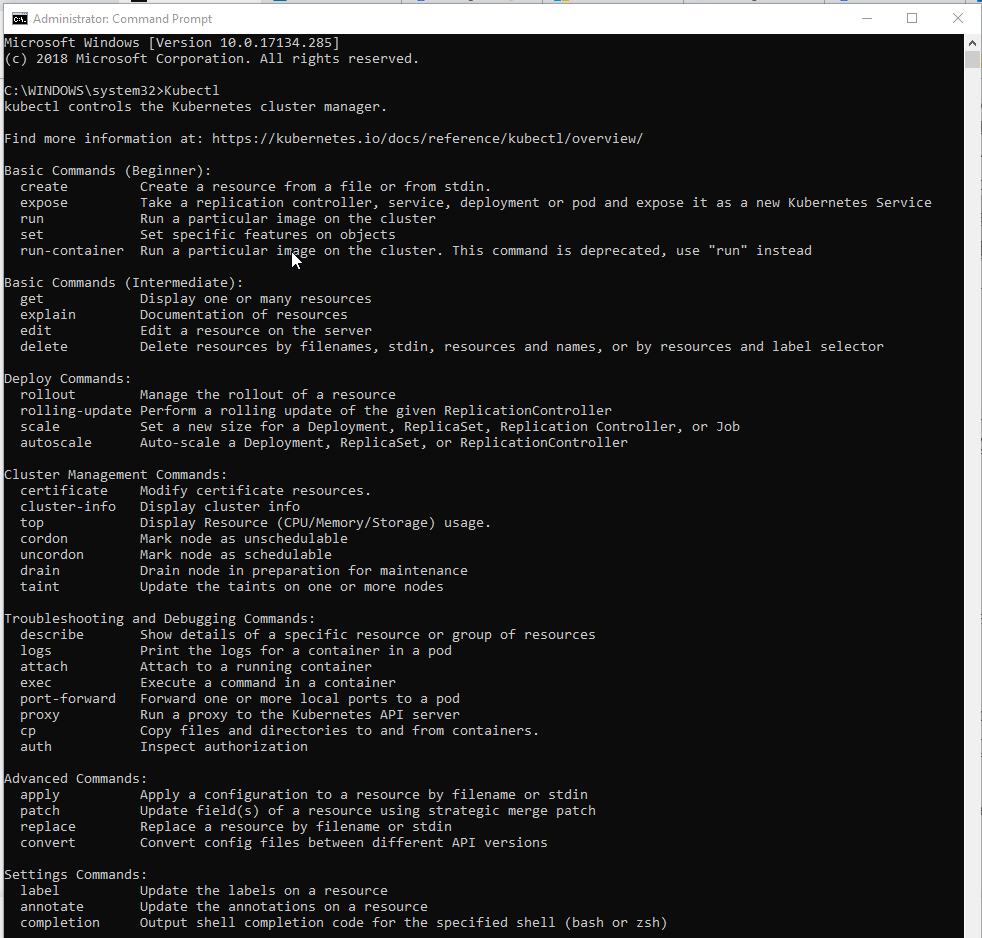 Administrator: Command Prompt
Microsoft Windows [Version 10.0.17134.285]
(c) 2018 Microsoft Corporation. All rights reserved.
C:\WINDOWS\system32>Kubectl
kubectl controls the Kubernetes cluster manager.
Find more information at: https://kubernetes.io/docs/reference/kubectl/overview/
Basic Commands (Beginner):
  create         Create a resource from a file or from stdin.
  expose         Take a replication controller, service, deployment or pod and expose it as a new Kubernetes Service
  run            Run a particular image on the cluster
  set            Set specific features on objects
  run-container  Run a particular image on the cluster. This command is deprecated, use "run" instead
Basic Commands (Intermediate):
  get            Display one or many resources
  explain        Documentation of resources
  edit           Edit a resource on the server
  delete         Delete resources by filenames, stdin, resources and names, or by resources and label selector
Deploy Commands:
  rollout        Manage the rollout of a resource
  rolling-update Perform a rolling update of the given ReplicationController
  scale          Set a new size for a Deployment, ReplicaSet, Replication Controller, or Job
  autoscale      Auto-scale a Deployment, ReplicaSet, or ReplicationController
Cluster Management Commands:
  certificate    Modify certificate resources.
  cluster-info   Display cluster info
  top            Display Resource (CPU/Memory/Storage) usage.
  cordon         Mark node as unschedulable
  uncordon       Mark node as schedulable
  drain          Drain node in preparation for maintenance
  taint          Update the taints on one or more nodes
Troubleshooting and Debugging Commands:
  describe       Show details of a specific resource or group of resources
  logs           Print the logs for a container in a pod
  attach         Attach to a running container
  exec           Execute a command in a container
  port-forward   Forward one or more local ports to a pod
  proxy          Run a proxy to the Kubernetes API server
  cp             Copy files and directories to and from containers.
  auth           Inspect authorization
Advanced Commands:
  apply          Apply a configuration to a resource by filename or stdin
  patch          Update field(s) of a resource using strategic merge patch
  replace        Replace a resource by filename or stdin
  convert        Convert config files between different API versions
Settings Commands:
  label          Update the labels on a resource
  annotate       Update the annotations on a resource
  completion     Output shell completion code for the specified shell (bash or zsh)